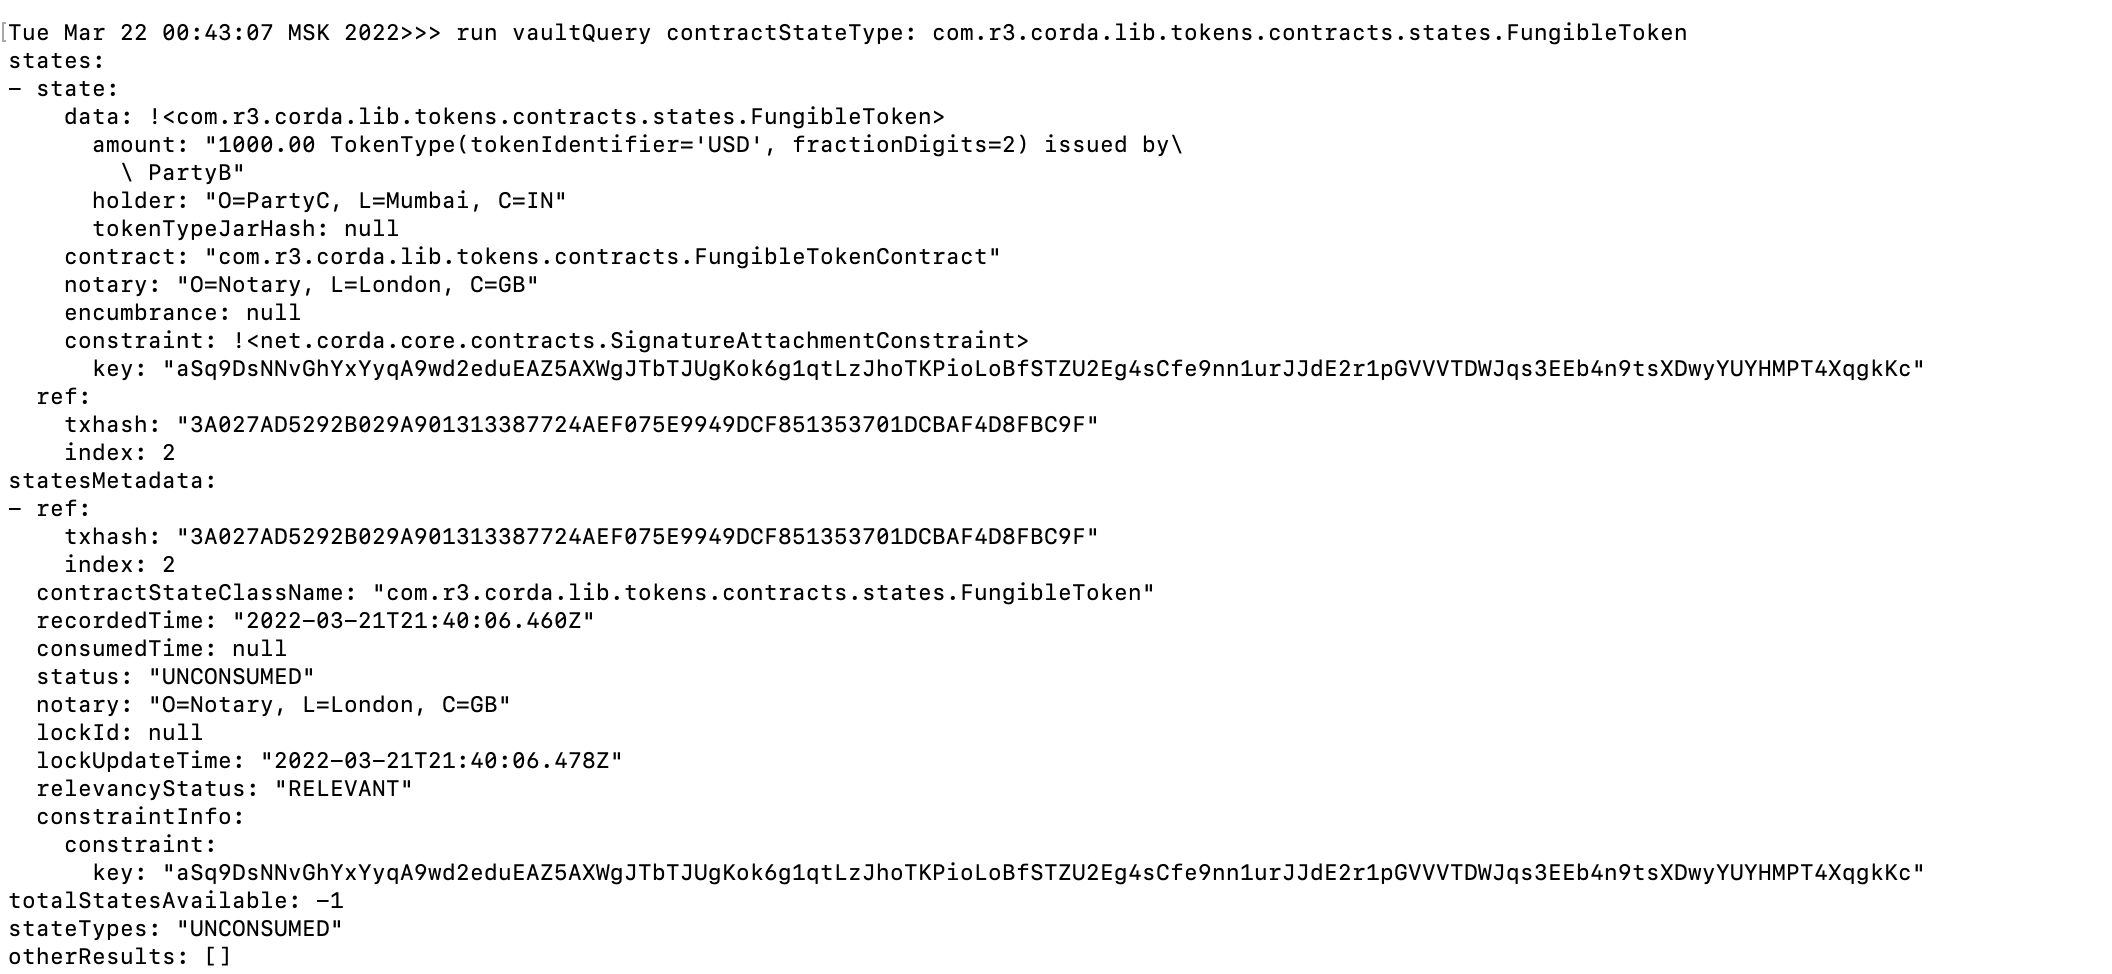 [Tue Mar 22 00:43:07 MSK 2022>>> run vaultQuery contractStateType: com.r3.corda.lib.tokens.contracts.states.FungibleToken
states:
- state:
    data: !<com.r3.corda.lib.tokens.contracts.states.FungibleToken>
      amount: "1000.00 TokenType(tokenIdentifier='USD', fractionDigits=2) issued by\
        \ PartyB"
      holder: "O=PartyC, L=Mumbai, C=IN"
      tokenTypeJarHash: null
    contract: "com.r3.corda.lib.tokens.contracts.FungibleTokenContract"
    notary: "O=Notary, L=London, C=GB"
    encumbrance: null
    constraint: !<net.corda.core.contracts.SignatureAttachmentConstraint>
      key: "aSq9DsNNvGhYxYyqA9wd2eduEAZ5AXWgJTbTJUgKok6g1qtLzJhoTKPioLoBfSTZU2Eg4sCfe9nn1urJJdE2r1pGVVVTDWJqs3EEb4n9tsXDwyYUYHMPT4XqgkKc"
  ref:
    txhash: "3A027AD5292B029A901313387724AEF075E9949DCF851353701DCBAF4D8FBC9F"
    index: 2
statesMetadata:
- ref:
    txhash: "3A027AD5292B029A901313387724AEF075E9949DCF851353701DCBAF4D8FBC9F"
    index: 2
  contractStateClassName: "com.r3.corda.lib.tokens.contracts.states.FungibleToken"
  recordedTime: "2022-03-21T21:40:06.460Z"
  consumedTime: null
  status: "UNCONSUMED"
  notary: "O=Notary, L=London, C=GB"
  lockId: null
  lockUpdateTime: "2022-03-21T21:40:06.478Z"
  relevancyStatus: "RELEVANT"
  constraintInfo:
    constraint:
      key: "aSq9DsNNvGhYxYyqA9wd2eduEAZ5AXWgJTbTJUgKok6g1qtLzJhoTKPioLoBfSTZU2Eg4sCfe9nn1urJJdE2r1pGVVVTDWJqs3EEb4n9tsXDwyYUYHMPT4XqgkKc"
totalStatesAvailable: -1
stateTypes: "UNCONSUMED"
otherResults: []